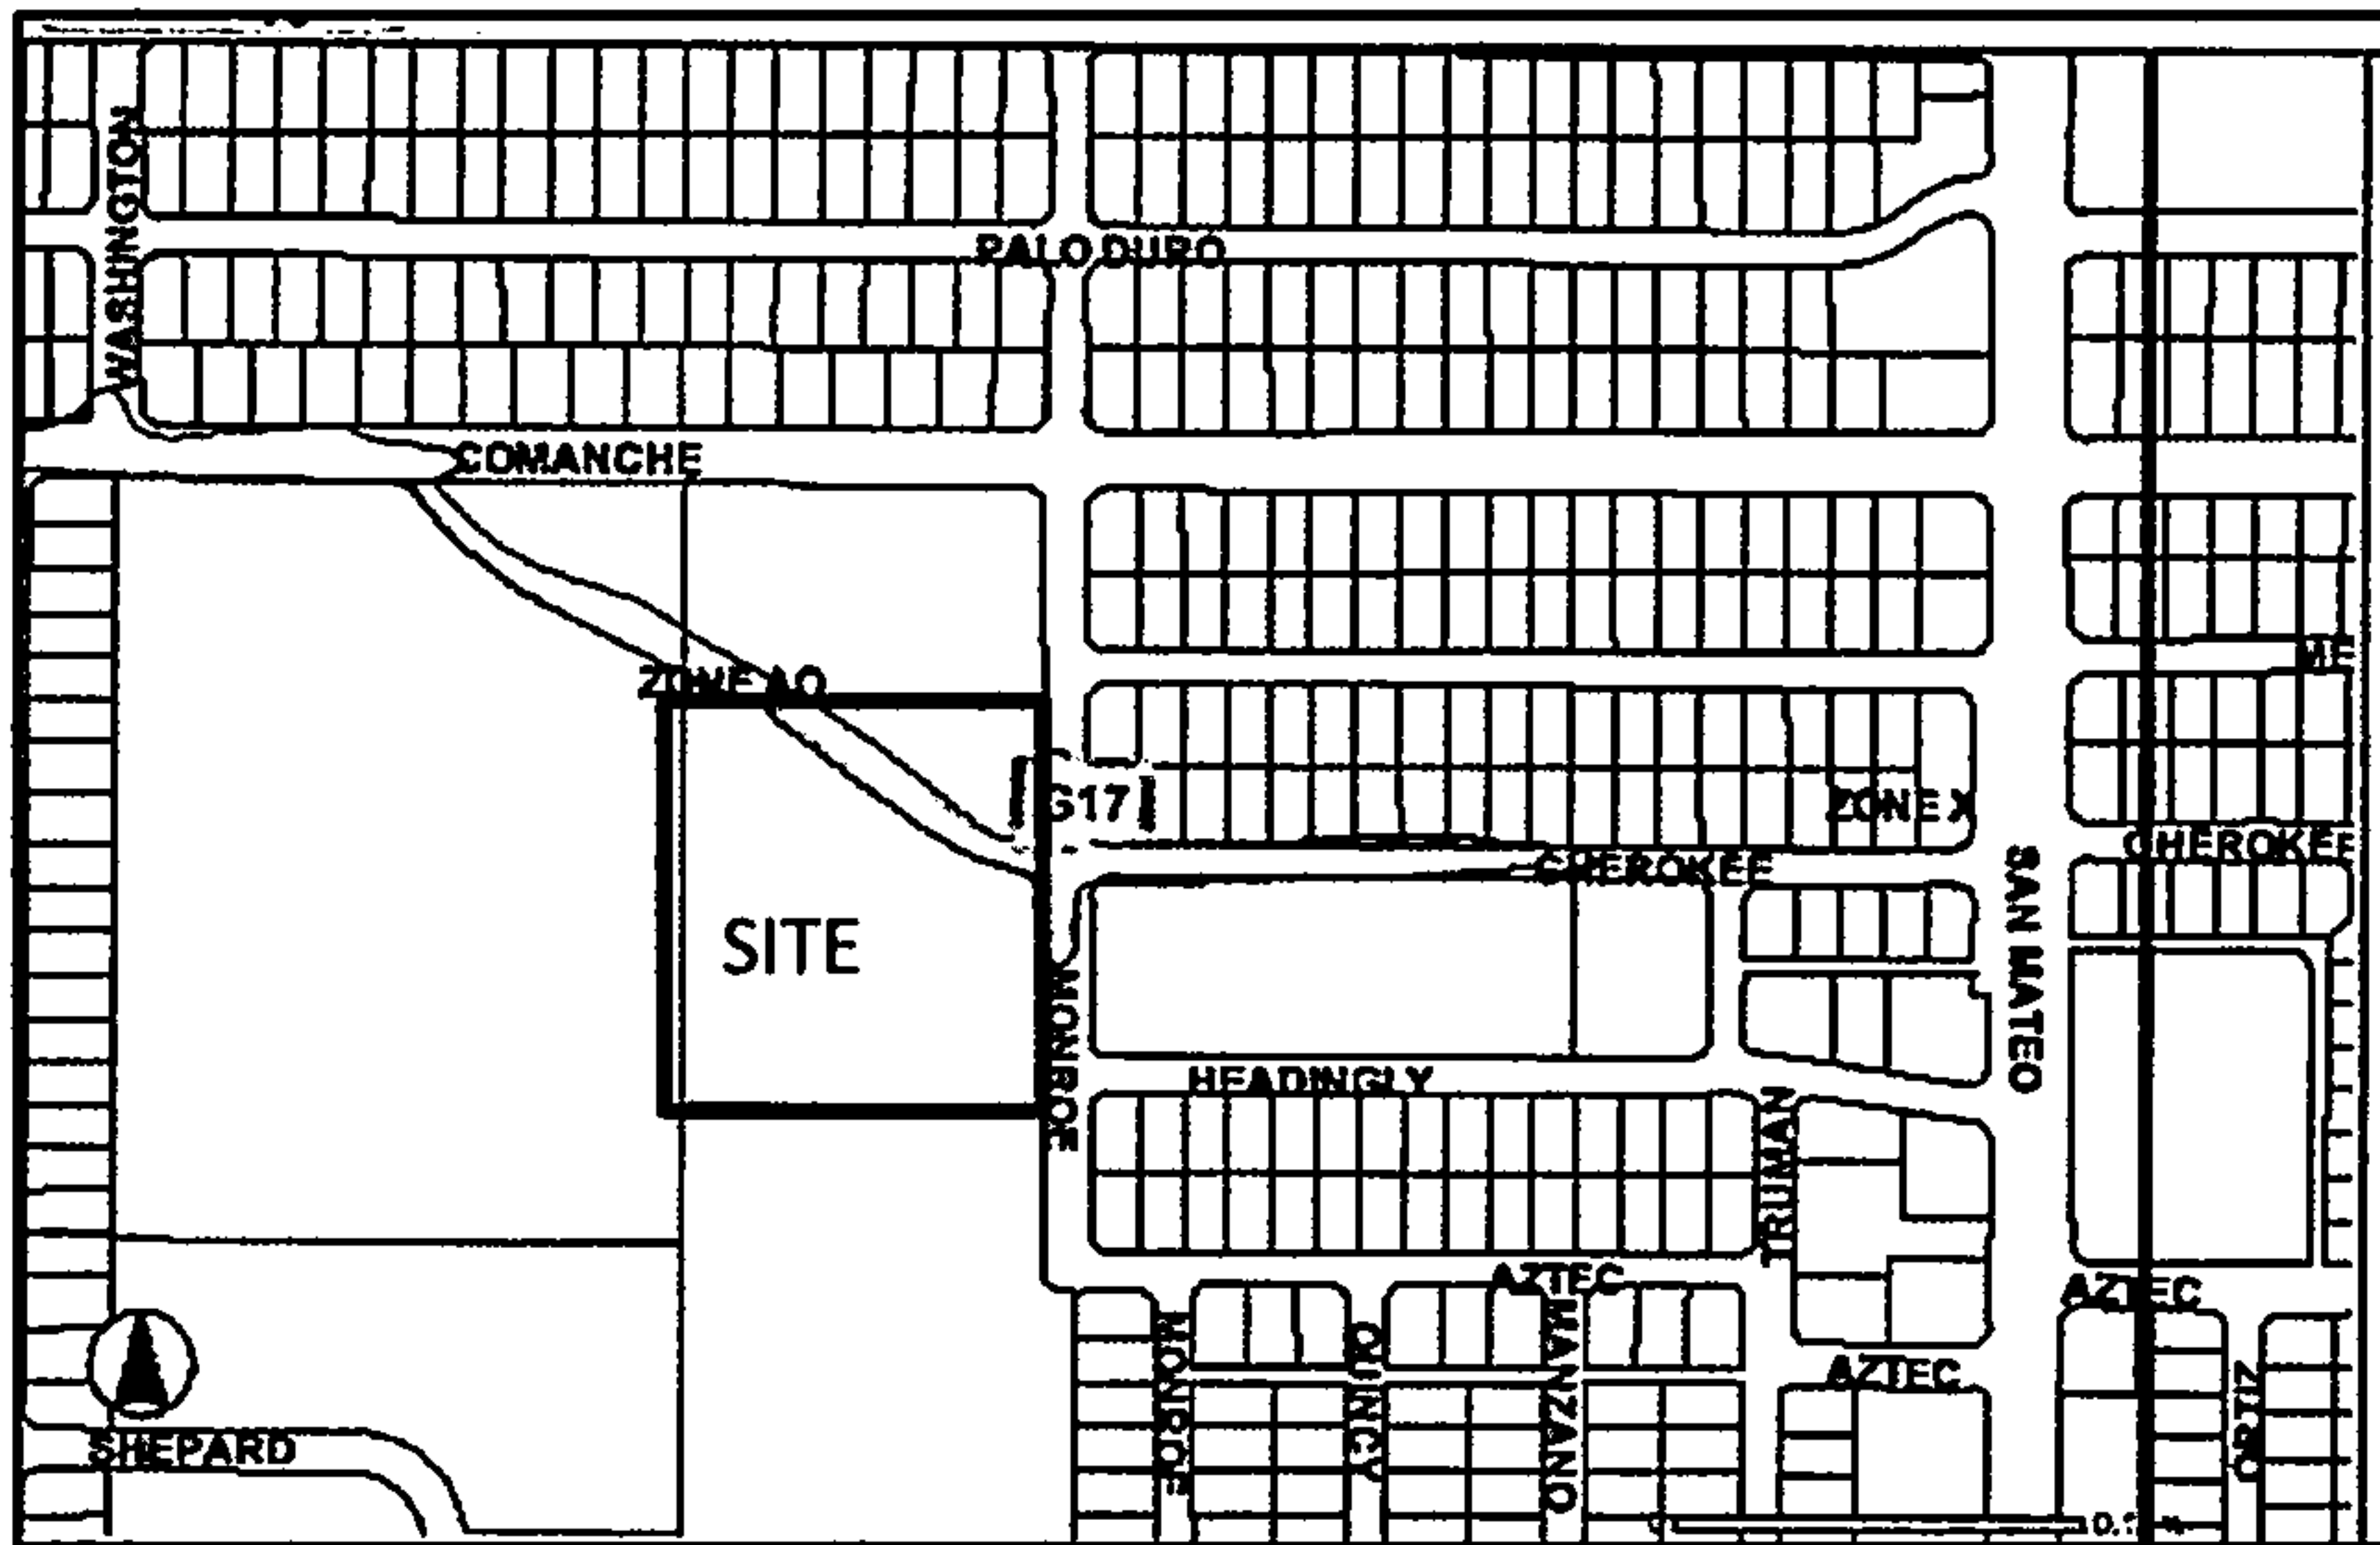 WASHINGTON
PALO DURO
COMANCHE
ZONE AO
G17
ZONE X
CHEROKEE
CHEROKEE
SITE
SAN MATEO
MONROE
HEADINGLY
TRUMAN
AZTEC
AZTEC
AZTEC
MONROE
QUINCY
MANZANO
SHEPARD